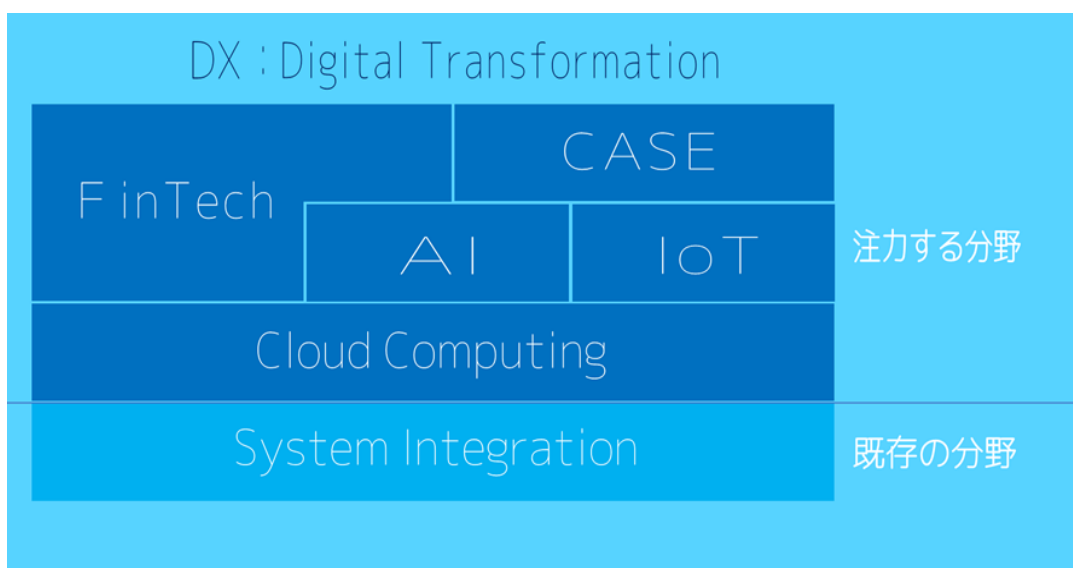 DX：Digital Transformation
CASE
FinTech
AI
IoT
注力する分野
Cloud Computing
System Integration
既存の分野